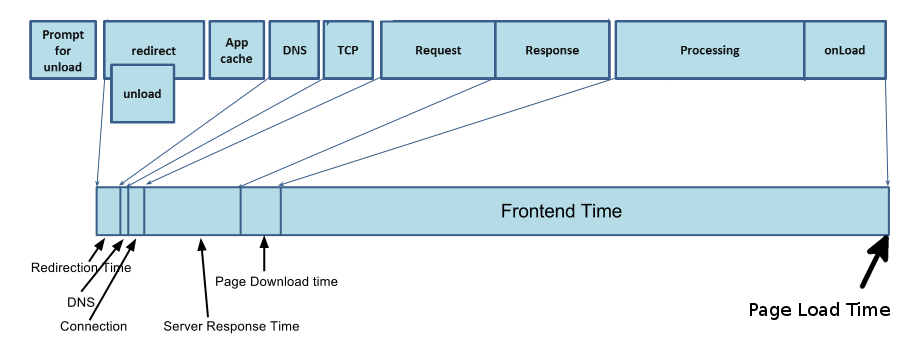 Prompt
for
unload
redirect
unload
App
cache
DNS
TCP
Request
Response
Processing
onLoad
Frontend Time
Redirection Time
DNS
Connection
Server Response Time
Page Download time
Page Load Time